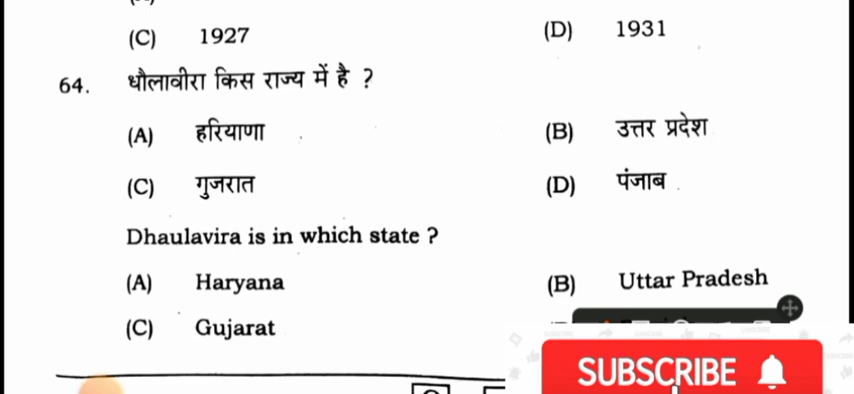 (C) 1927 (D) 1931
64. धौलावीरा किस राज्य में है ?
(A) हरियाणा (B) उत्तर प्रदेश
(C) गुजरात (D) पंजाब
Dhaulavira is in which state ?
(A) Haryana (B) Uttar Pradesh
(C) Gujarat
SUBSCRIBE